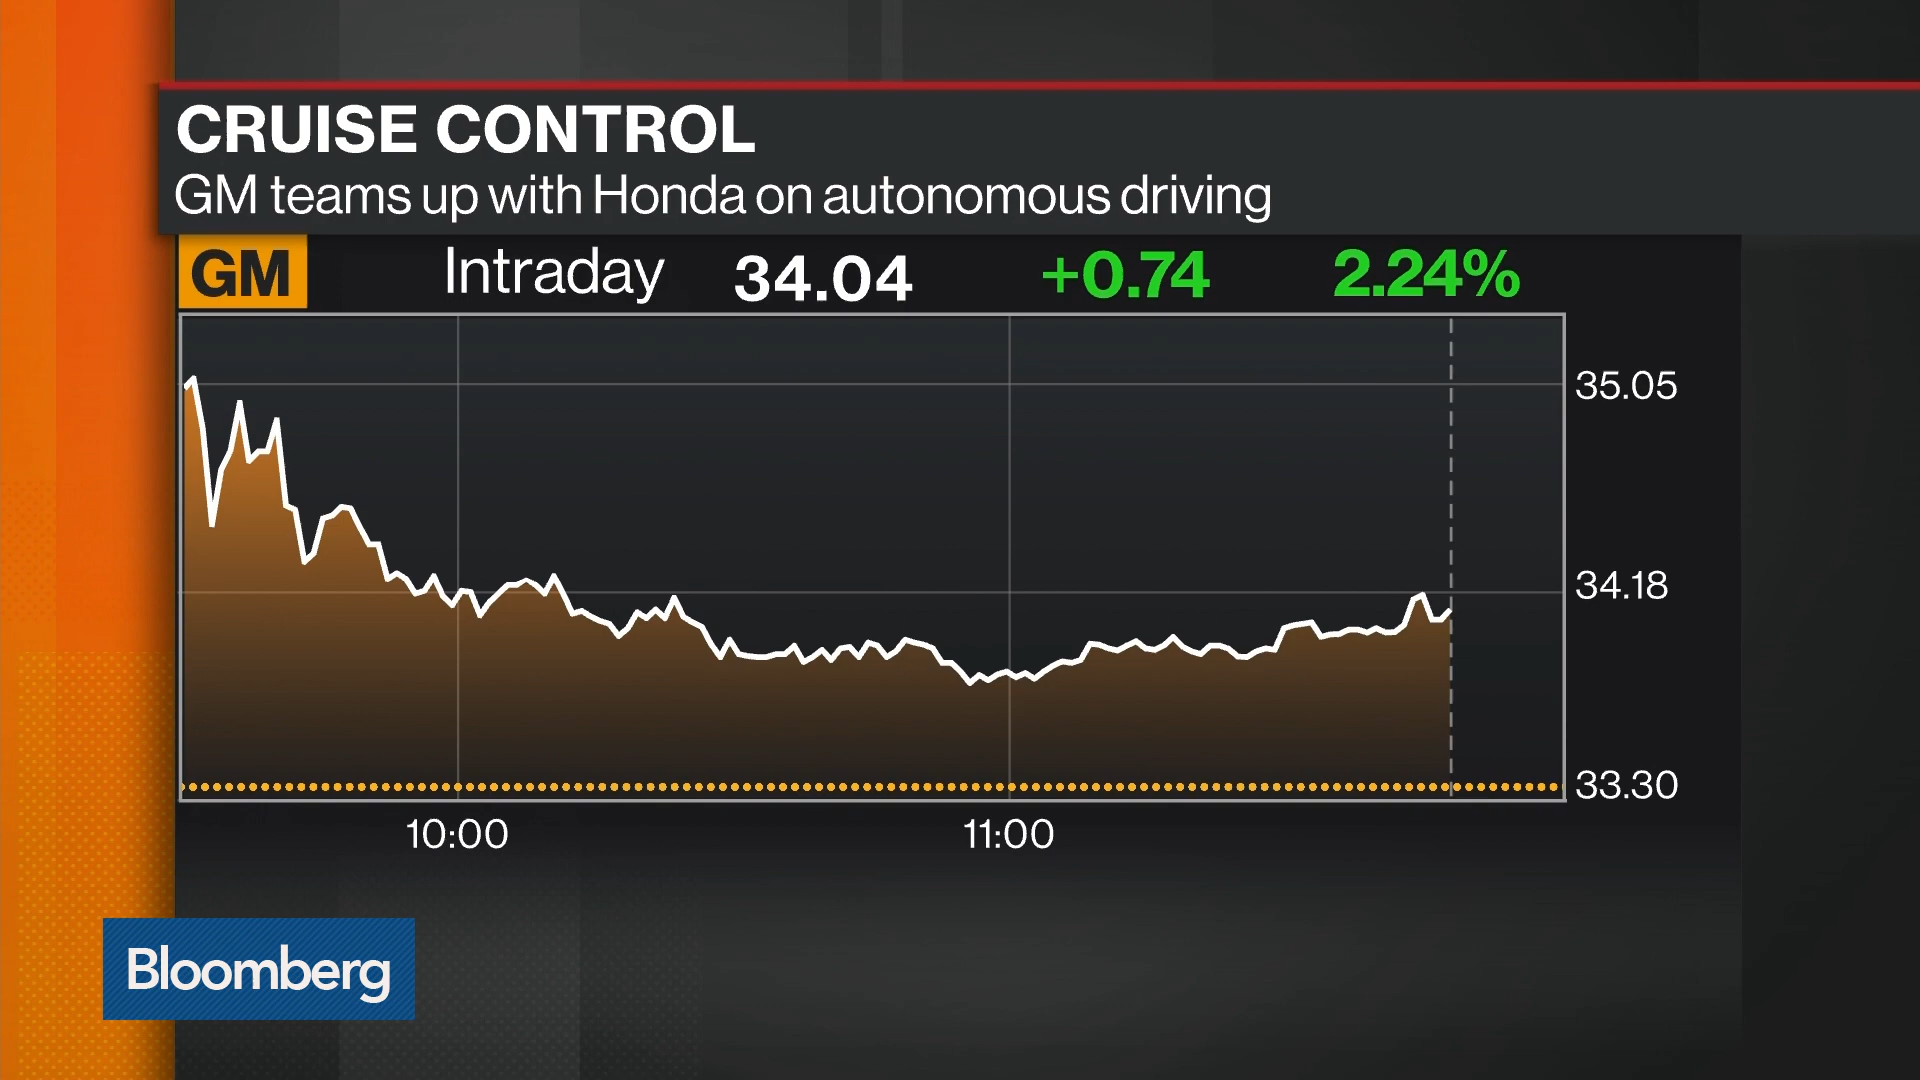 CRUISE CONTROL
GM teams up with Honda on autonomous driving
GM Intraday 34.04 +0.74 2.24%
35.05
34.18
33.30
10:00 11:00
Bloomberg